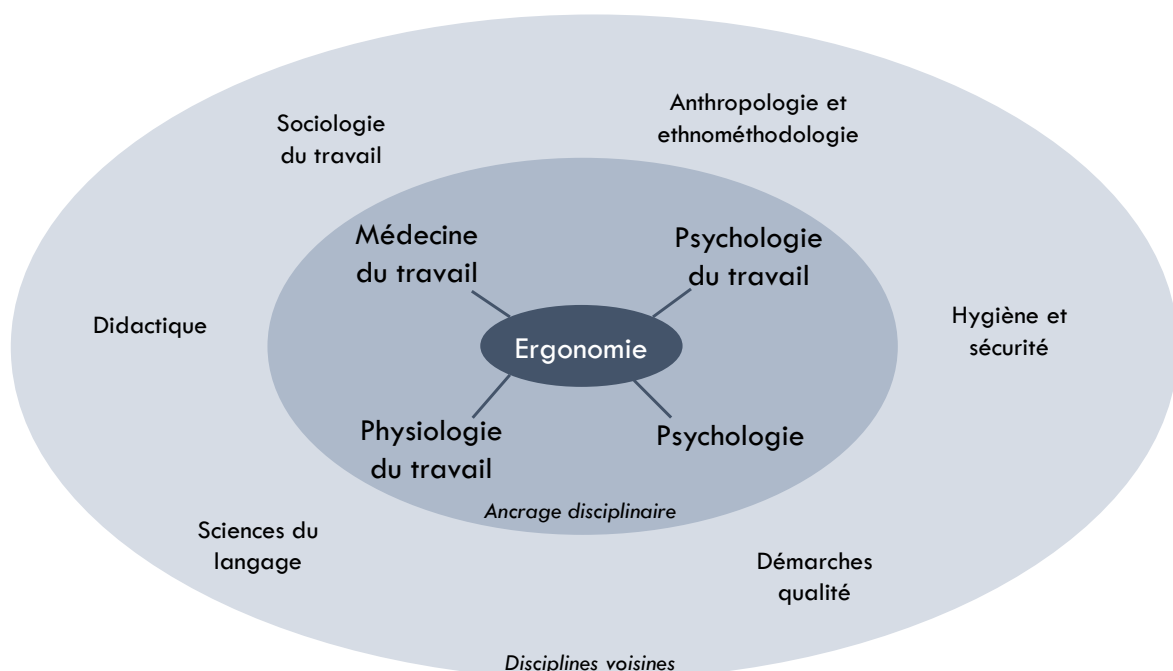 Anthropologie et
ethnométhodologie
Sociologie
du travail
Médecine
du travail
Psychologie
du travail
Didactique
Ergonomie
Hygiène et
sécurité
Physiologie
du travail
Psychologie
Ancrage disciplinaire
Sciences du
langage
Démarches
qualité
Disciplines voisines